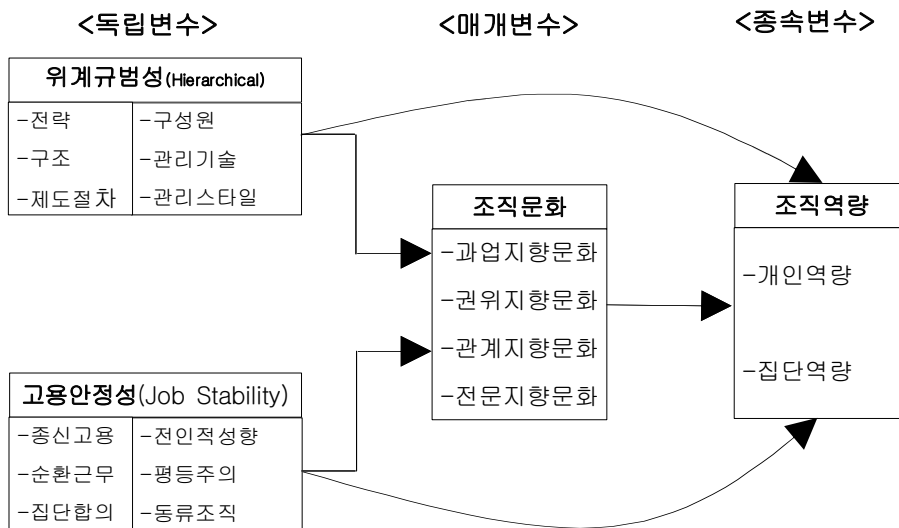 <독립변수> <매개변수> <종속변수>
위계규범성(Hierarchical)
-전략 -구성원
-구조 -관리기술
-제도절차 -관리스타일
조직문화
-과업지향문화
-권위지향문화
-관계지향문화
-전문지향문화
조직역량
-개인역량
-집단역량
고용안정성(Job Stability)
-종신고용 -전인적성향
-순환근무 -평등주의
-집단합의 -동류조직